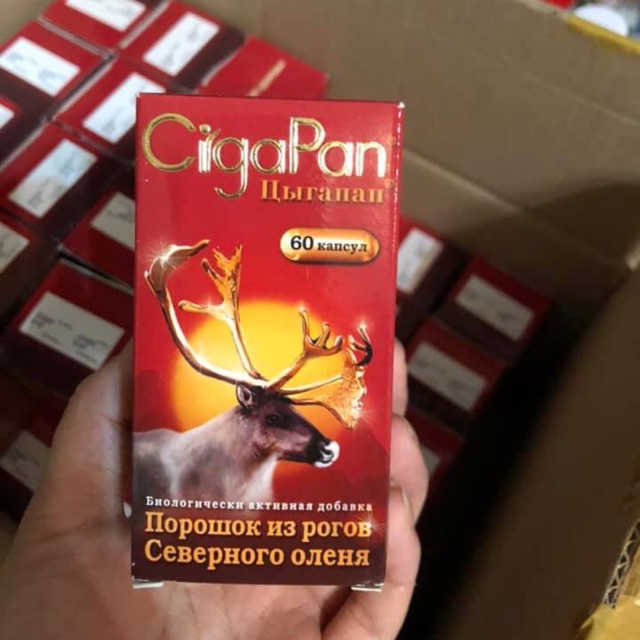 CigaPan
Цыгапан
60 капсул
Биологически активная добавка
Порошок из рогов
Северного оленя